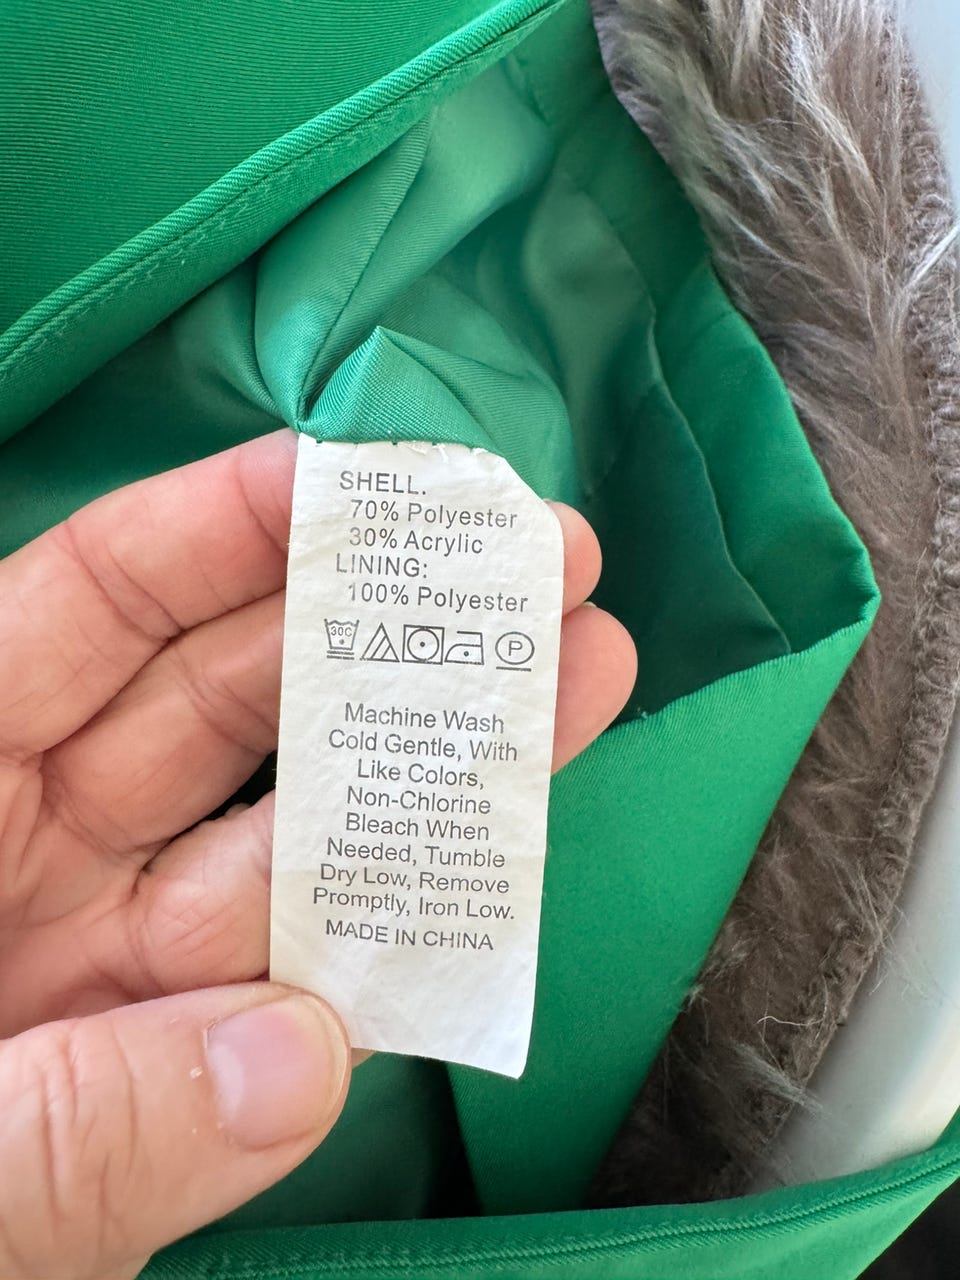 SHELL.
70% Polyester
30% Acrylic
LINING:
100% Polyester
30C P
Machine Wash
Cold Gentle, With
Like Colors,
Non-Chlorine
Bleach When
Needed, Tumble
Dry Low, Remove
Promptly, Iron Low.
MADE IN CHINA